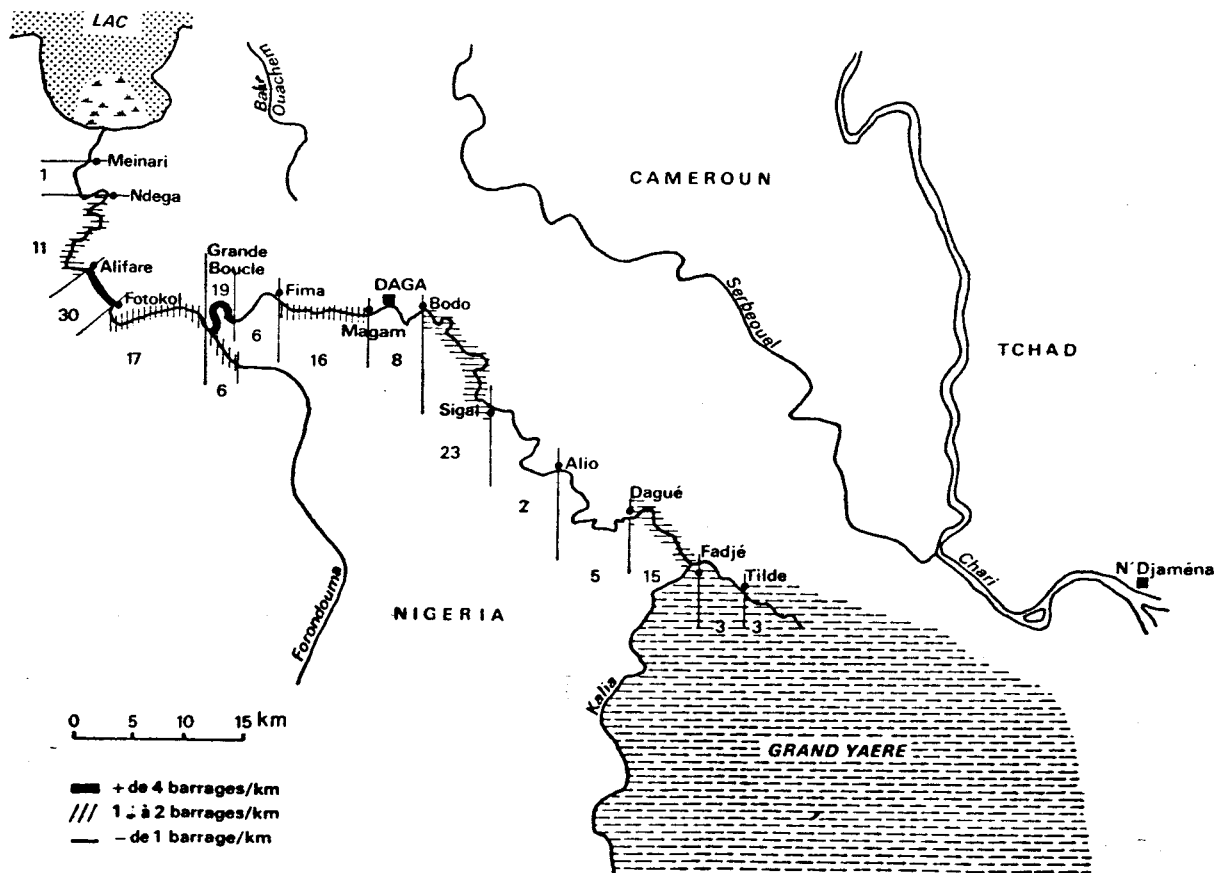 LAC
Bahr
Ouachem
Meinari
1
Ndega
CAMEROUN
11
Alifare
Grande
Boucle
19
Fima
DAGA
Bodo
30
Fotokol
6
Magam
Serbeouel
TCHAD
17
16
8
6
Sigal
23
Alio
2
Dagué
Fadjé
5
15
Tilde
Chari
N'Djaména
3
3
NIGERIA
Forondouma
Kalia
GRAND YAERE
0 5 10 15 km
+ de 4 barrages/km
1 à 2 barrages/km
– de 1 barrage/km